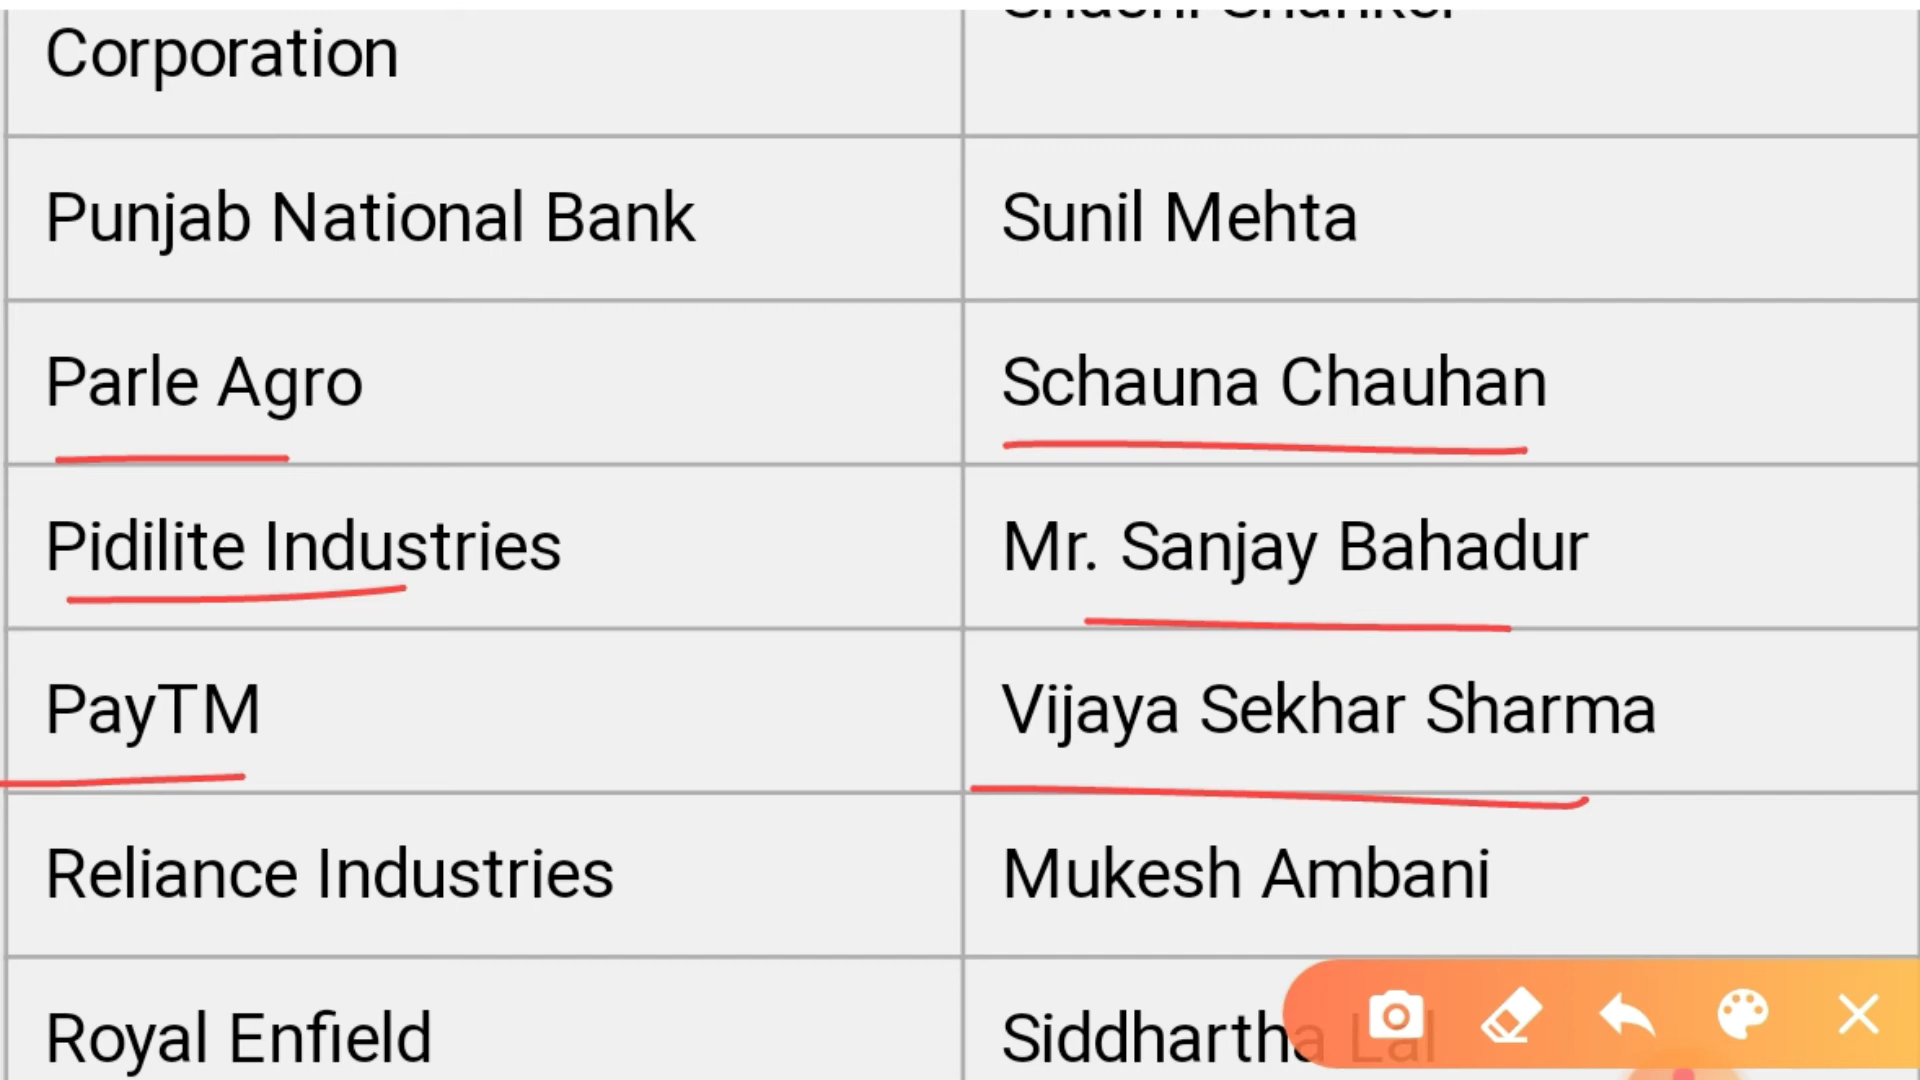 Corporation
Punjab National Bank Sunil Mehta
Parle Agro Schauna Chauhan
Pidilite Industries Mr. Sanjay Bahadur
PayTM Vijaya Sekhar Sharma
Reliance Industries Mukesh Ambani
Royal Enfield Siddhartha Lal